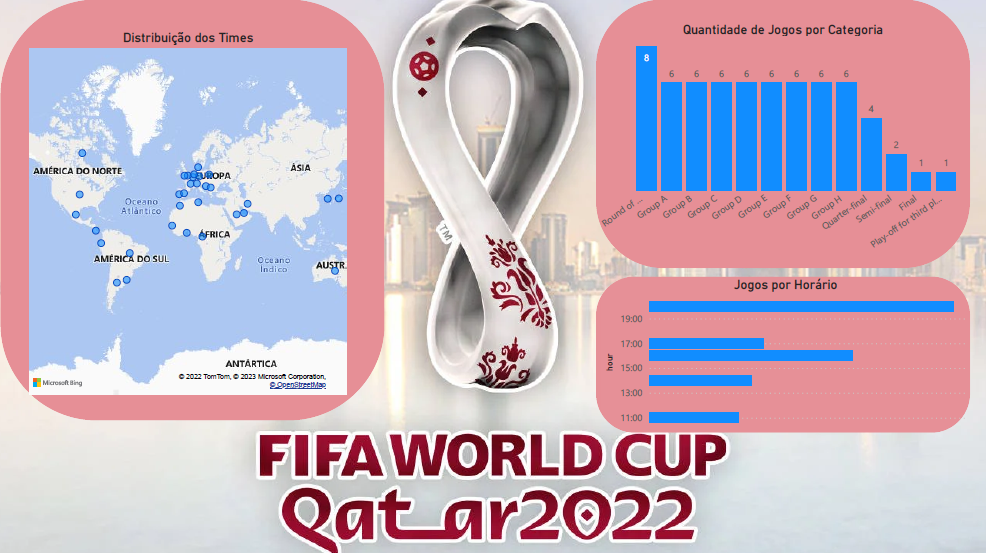 Distribuição dos Times
AMÉRICA DO NORTE
EUROPA
ÁSIA
Oceano
Atlântico
ÁFRICA
AMÉRICA DO SUL
Oceano
Índico
AUSTR.
ANTÁRTICA
Microsoft Bing
© 2022 TomTom, © 2023 Microsoft Corporation,
© OpenStreetMap
TM
Quantidade de Jogos por Categoria
8 6 6 6 6 6 6 6 6 4 2 1 1
Round of ...
Group A
Group B
Group C
Group D
Group E
Group F
Group G
Group H
Quarter-final
Semi-final
Final
Play-off for third pl...
Jogos por Horário
hour
19:00
17:00
15:00
13:00
11:00
FIFA WORLD CUP
Qatar2022